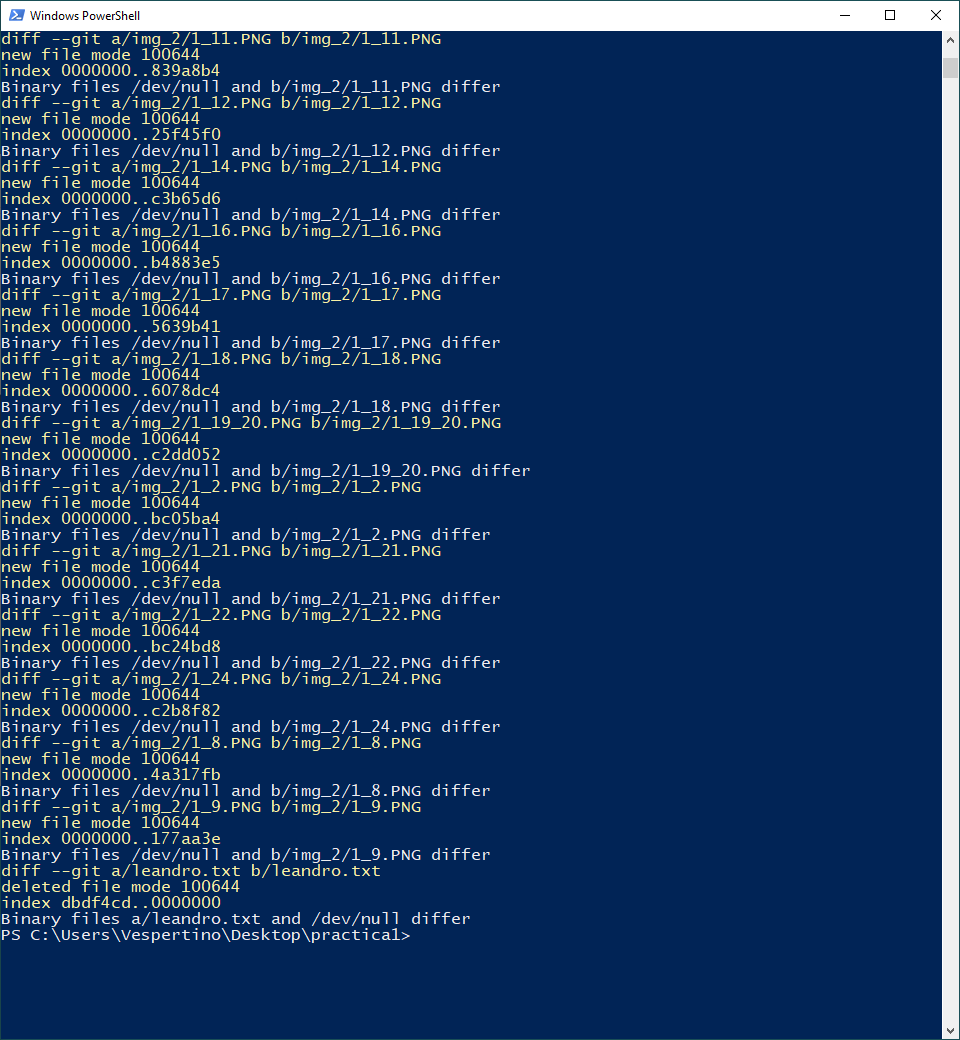 Windows PowerShell
diff --git a/img_2/1_11.PNG b/img_2/1_11.PNG
new file mode 100644
index 0000000..839a8b4
Binary files /dev/null and b/img_2/1_11.PNG differ
diff --git a/img_2/1_12.PNG b/img_2/1_12.PNG
new file mode 100644
index 0000000..25f45f0
Binary files /dev/null and b/img_2/1_12.PNG differ
diff --git a/img_2/1_14.PNG b/img_2/1_14.PNG
new file mode 100644
index 0000000..c3b65d6
Binary files /dev/null and b/img_2/1_14.PNG differ
diff --git a/img_2/1_16.PNG b/img_2/1_16.PNG
new file mode 100644
index 0000000..b4883e5
Binary files /dev/null and b/img_2/1_16.PNG differ
diff --git a/img_2/1_17.PNG b/img_2/1_17.PNG
new file mode 100644
index 0000000..5639b41
Binary files /dev/null and b/img_2/1_17.PNG differ
diff --git a/img_2/1_18.PNG b/img_2/1_18.PNG
new file mode 100644
index 0000000..6078dc4
Binary files /dev/null and b/img_2/1_18.PNG differ
diff --git a/img_2/1_19_20.PNG b/img_2/1_19_20.PNG
new file mode 100644
index 0000000..c2dd052
Binary files /dev/null and b/img_2/1_19_20.PNG differ
diff --git a/img_2/1_2.PNG b/img_2/1_2.PNG
new file mode 100644
index 0000000..bc05ba4
Binary files /dev/null and b/img_2/1_2.PNG differ
diff --git a/img_2/1_21.PNG b/img_2/1_21.PNG
new file mode 100644
index 0000000..c3f7eda
Binary files /dev/null and b/img_2/1_21.PNG differ
diff --git a/img_2/1_22.PNG b/img_2/1_22.PNG
new file mode 100644
index 0000000..bc24bd8
Binary files /dev/null and b/img_2/1_22.PNG differ
diff --git a/img_2/1_24.PNG b/img_2/1_24.PNG
new file mode 100644
index 0000000..c2b8f82
Binary files /dev/null and b/img_2/1_24.PNG differ
diff --git a/img_2/1_8.PNG b/img_2/1_8.PNG
new file mode 100644
index 0000000..4a317fb
Binary files /dev/null and b/img_2/1_8.PNG differ
diff --git a/img_2/1_9.PNG b/img_2/1_9.PNG
new file mode 100644
index 0000000..177aa3e
Binary files /dev/null and b/img_2/1_9.PNG differ
diff --git a/leandro.txt b/leandro.txt
deleted file mode 100644
index dbdf4cd..0000000
Binary files a/leandro.txt and /dev/null differ
PS C:\Users\Vespertino\Desktop\practica1>